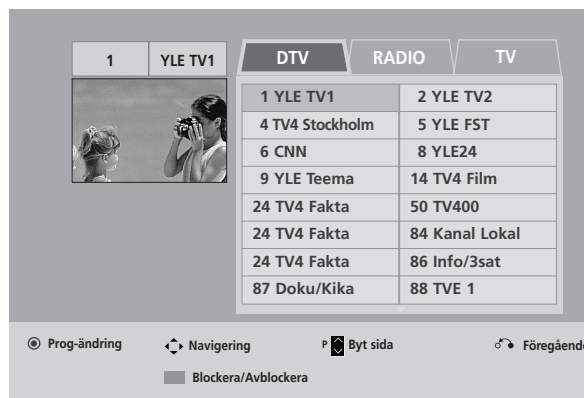 1 YLE TV1
DTV RADIO TV
1 YLE TV1 2 YLE TV2
4 TV4 Stockholm 5 YLE FST
6 CNN 8 YLE24
9 YLE Teema 14 TV4 Film
24 TV4 Fakta 50 TV400
24 TV4 Fakta 84 Kanal Lokal
24 TV4 Fakta 86 Info/3sat
87 Doku/Kika 88 TVE 1
Prog-ändring Navigering P Byt sida Föregående
Blockera/Avblockera